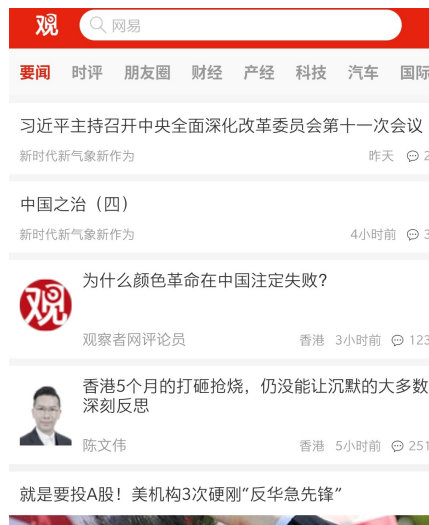 观 网易
要闻 时评 朋友圈 财经 产经 科技 汽车 国际
习近平主持召开中央全面深化改革委员会第十一次会议
新时代新气象新作为 昨天 2
中国之治（四）
新时代新气象新作为 4小时前 3
为什么颜色革命在中国注定失败？
观
观察者网评论员 香港 3小时前 123
香港5个月的打砸抢烧，仍没能让沉默的大多数
深刻反思
陈文伟 香港 5小时前 251
就是要投A股！美机构3次硬刚“反华急先锋”